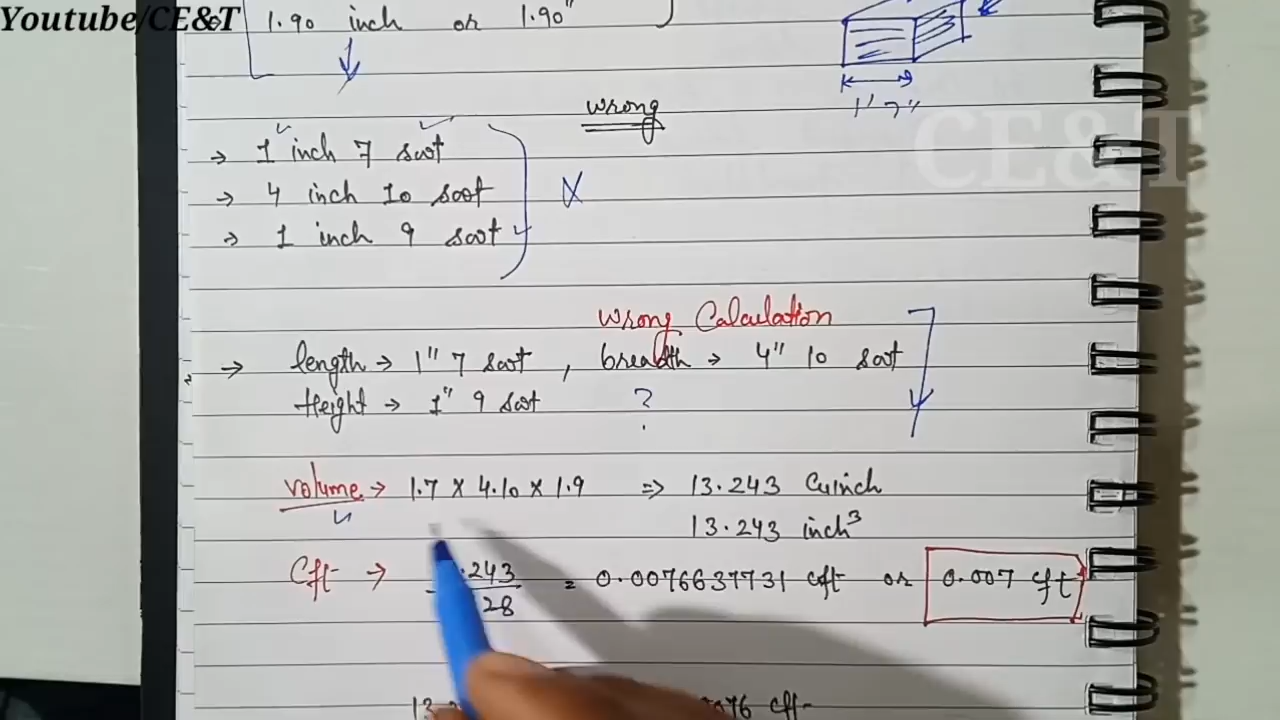 Youtube/CE&T
1.90 inch or 1.90"
1' 7"
wrong
→ 1 inch 7 soot
→ 4 inch 10 soot
→ 1 inch 9 soot
CE&T
wrong Calculation
→ length → 1" 7 soot , breadth → 4" 10 soot
Height → 1" 9 soot ?
volume → 1.7 x 4.10 x 1.9 => 13.243 Cuinch
13.243 inch³
Cft → .243 = 0.0076637731 cft or 0.007 cft
28